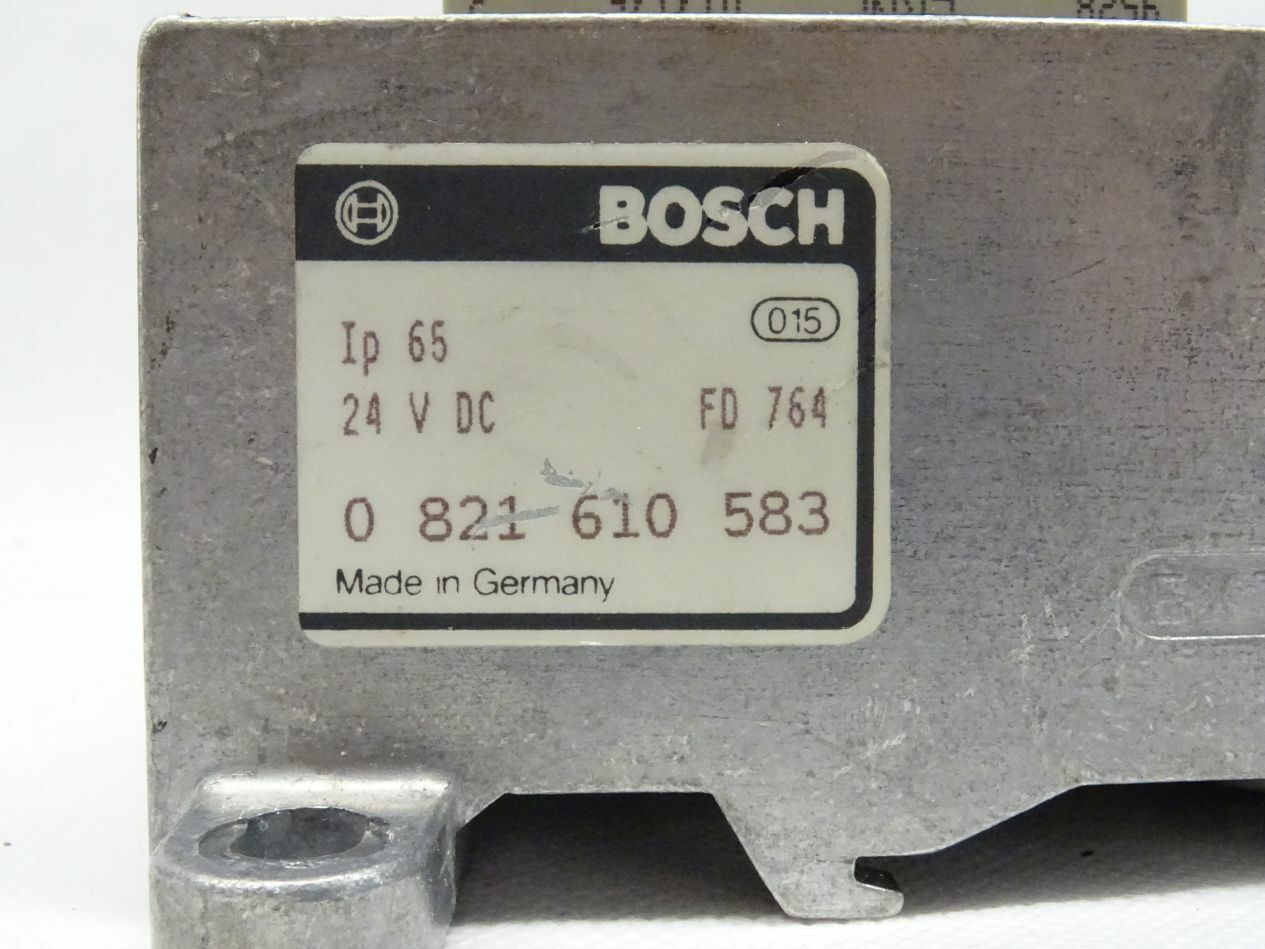 BOSCH
015
Ip 65
24 V DC FD 764
0 821 610 583
Made in Germany